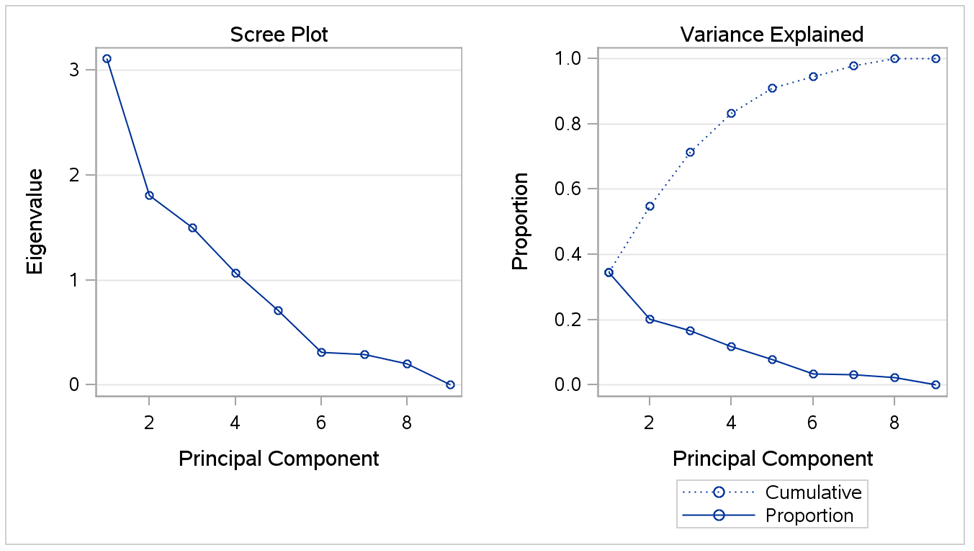 Scree Plot
3
2
1
0
Eigenvalue
2 4 6 8
Principal Component
Variance Explained
1.0
0.8
0.6
0.4
0.2
0.0
Proportion
2 4 6 8
Principal Component
Cumulative
Proportion